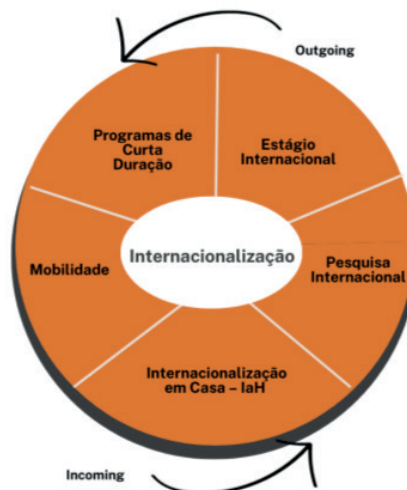 Outgoing
Programas de
Curta
Duração
Estágio
Internacional
Internacionalização
Mobilidade
Pesquisa
Internacional
Internacionalização
em Casa – IaH
Incoming